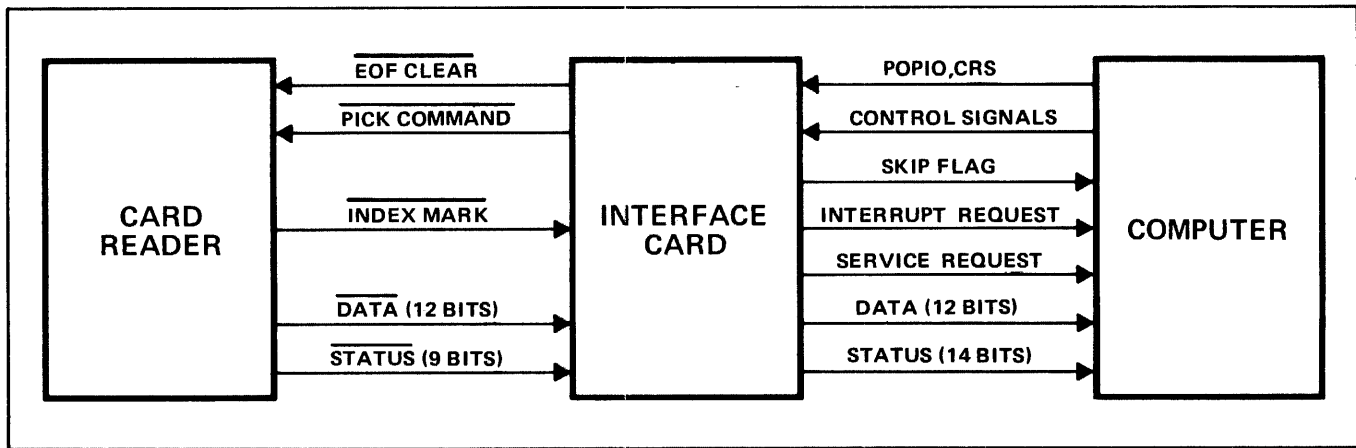 EOF CLEAR
PICK COMMAND
CARD
READER
INDEX MARK
DATA (12 BITS)
STATUS (9 BITS)
INTERFACE
CARD
POPIO,CRS
CONTROL SIGNALS
SKIP FLAG
INTERRUPT REQUEST
SERVICE REQUEST
DATA (12 BITS)
STATUS (14 BITS)
COMPUTER